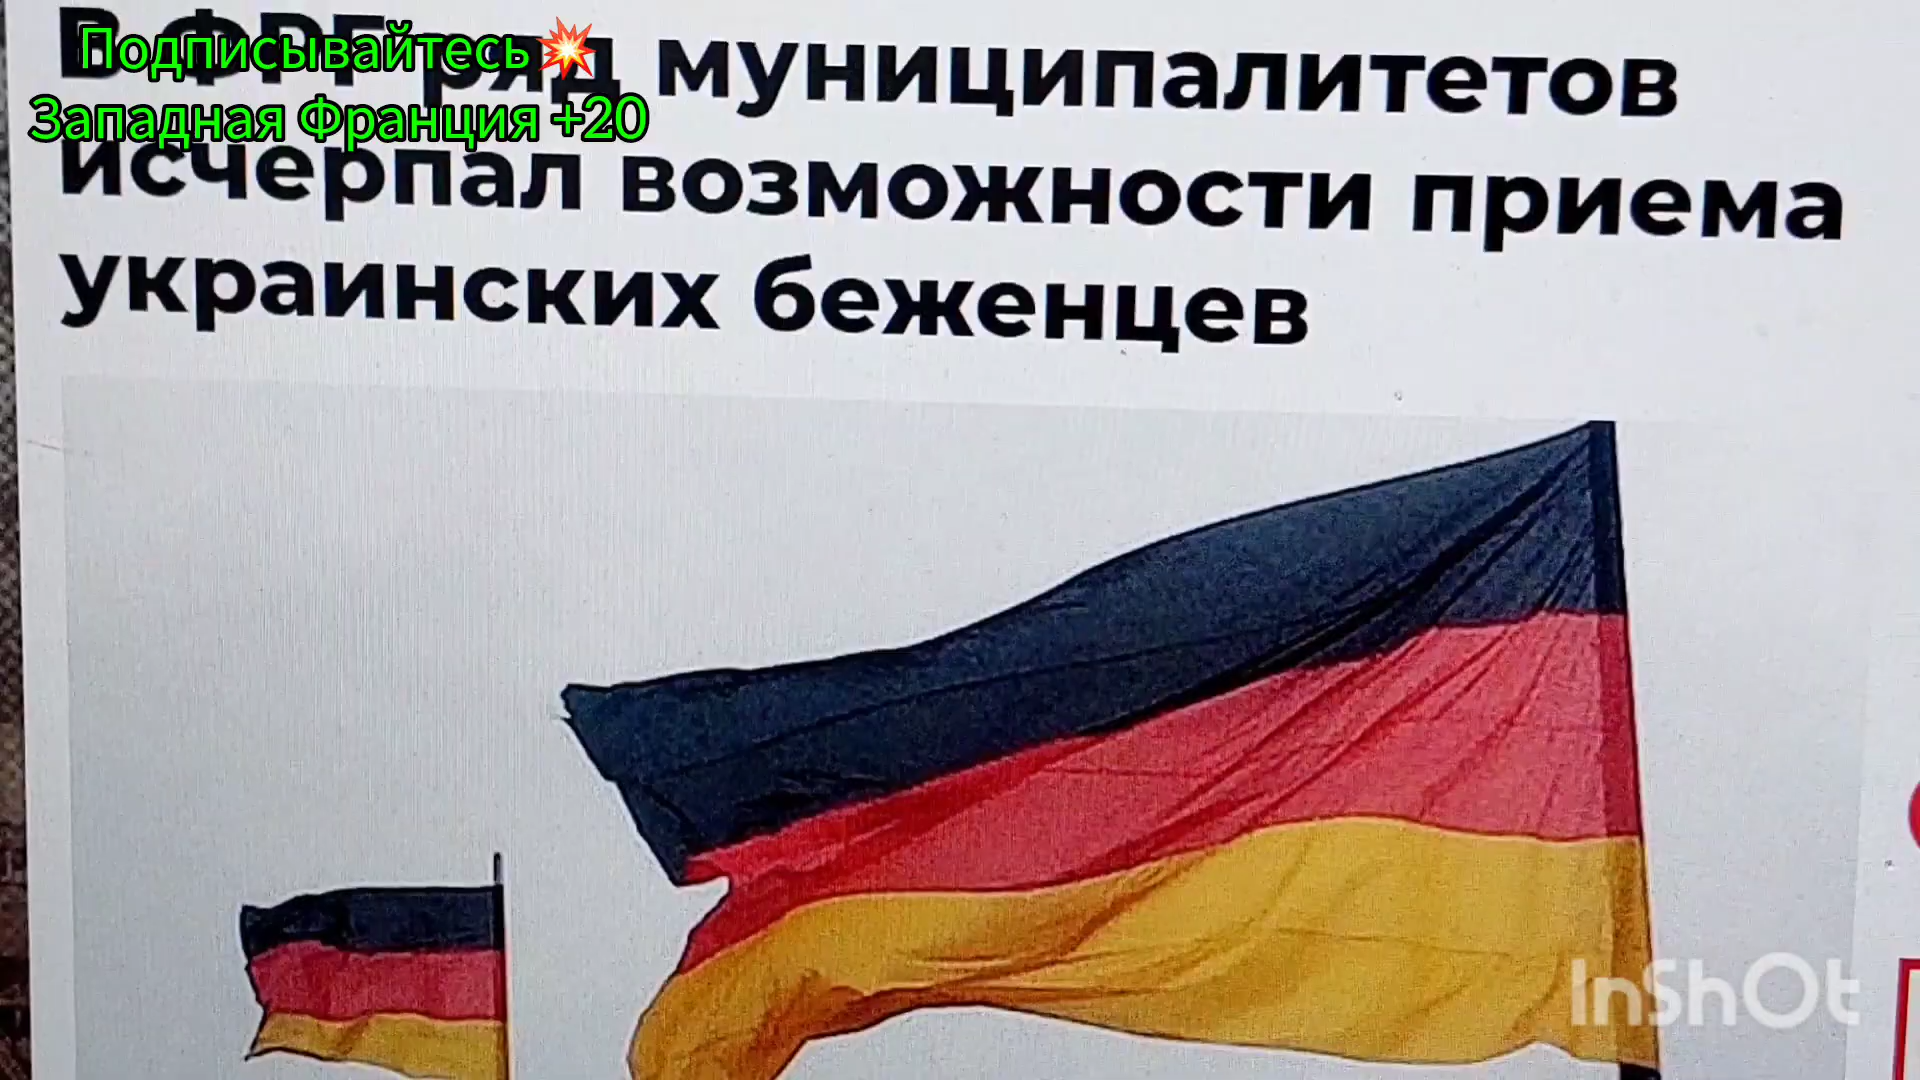 Подписывайтесь💥
Западная Франция +20
В ФРГ ряд муниципалитетов
исчерпал возможности приема
украинских беженцев
InShOt